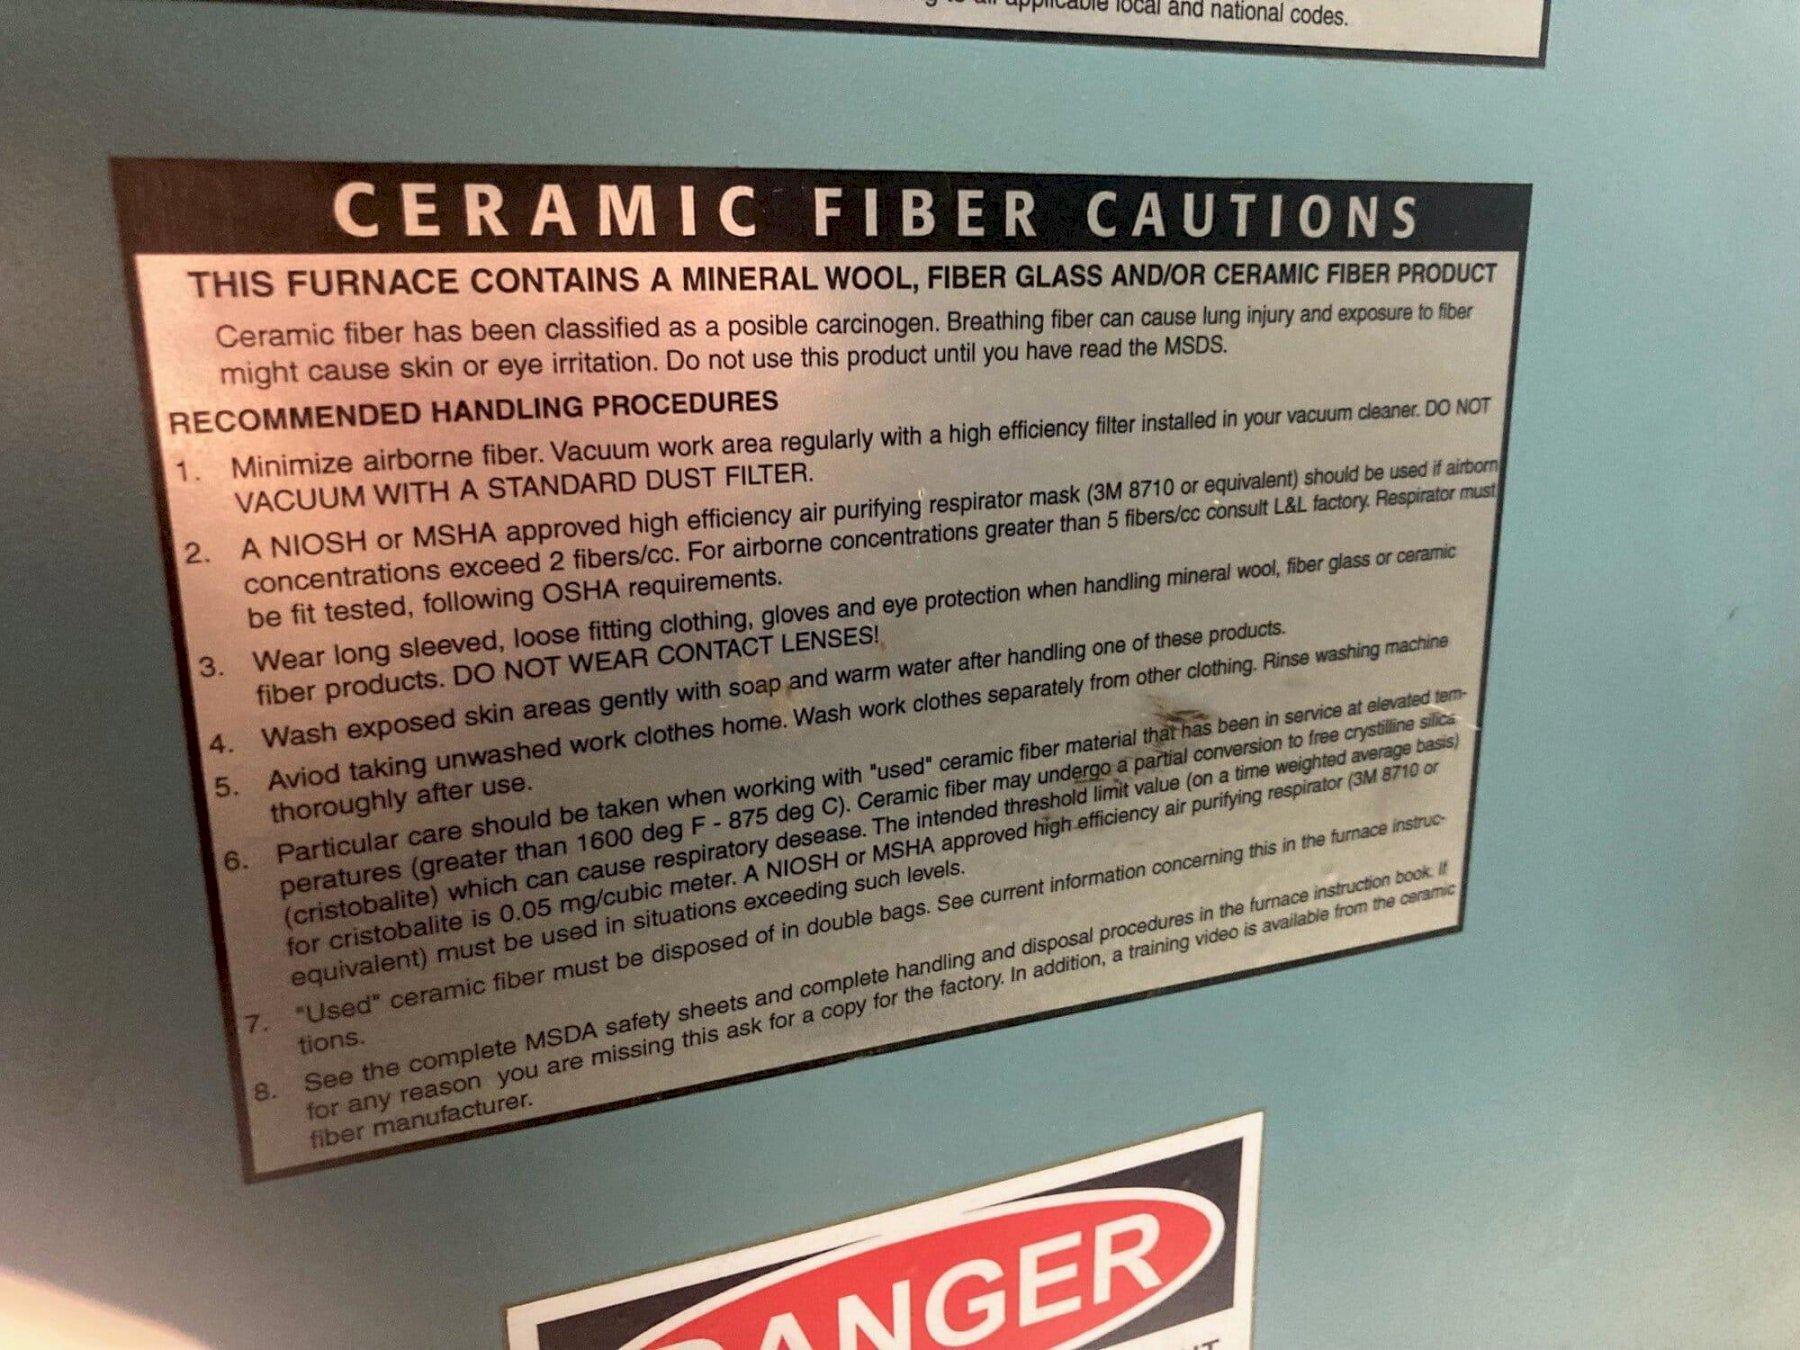 applicable local and national codes.
CERAMIC FIBER CAUTIONS
THIS FURNACE CONTAINS A MINERAL WOOL, FIBER GLASS AND/OR CERAMIC FIBER PRODUCT
Ceramic fiber has been classified as a posible carcinogen. Breathing fiber can cause lung injury and exposure to fiber
might cause skin or eye irritation. Do not use this product until you have read the MSDS.
RECOMMENDED HANDLING PROCEDURES
1. Minimize airborne fiber. Vacuum work area regularly with a high efficiency filter installed in your vacuum cleaner. DO NOT
VACUUM WITH A STANDARD DUST FILTER.
2. A NIOSH or MSHA approved high efficiency air purifying respirator mask (3M 8710 or equivalent) should be used if airborn
concentrations exceed 2 fibers/cc. For airborne concentrations greater than 5 fibers/cc consult L&L factory. Respirator must
be fit tested, following OSHA requirements.
3. Wear long sleeved, loose fitting clothing, gloves and eye protection when handling mineral wool, fiber glass or ceramic
fiber products. DO NOT WEAR CONTACT LENSES!
4. Wash exposed skin areas gently with soap and warm water after handling one of these products.
5. Aviod taking unwashed work clothes home. Wash work clothes separately from other clothing. Rinse washing machine
thoroughly after use.
6. Particular care should be taken when working with "used" ceramic fiber material that has been in service at elevated tem-
peratures (greater than 1600 deg F - 875 deg C). Ceramic fiber may undergo a partial conversion to free crystilline silica
(cristobalite) which can cause respiratory desease. The intended threshold limit value (on a time weighted average basis)
for cristobalite is 0.05 mg/cubic meter. A NIOSH or MSHA approved high efficiency air purifying respirator (3M 8710 or
equivalent) must be used in situations exceeding such levels.
7. "Used" ceramic fiber must be disposed of in double bags. See current information concerning this in the furnace instruc-
tions.
8. See the complete MSDA safety sheets and complete handling and disposal procedures in the furnace instruction book. If
for any reason you are missing this ask for a copy for the factory. In addition, a training video is available from the ceramic
fiber manufacturer.
DANGER